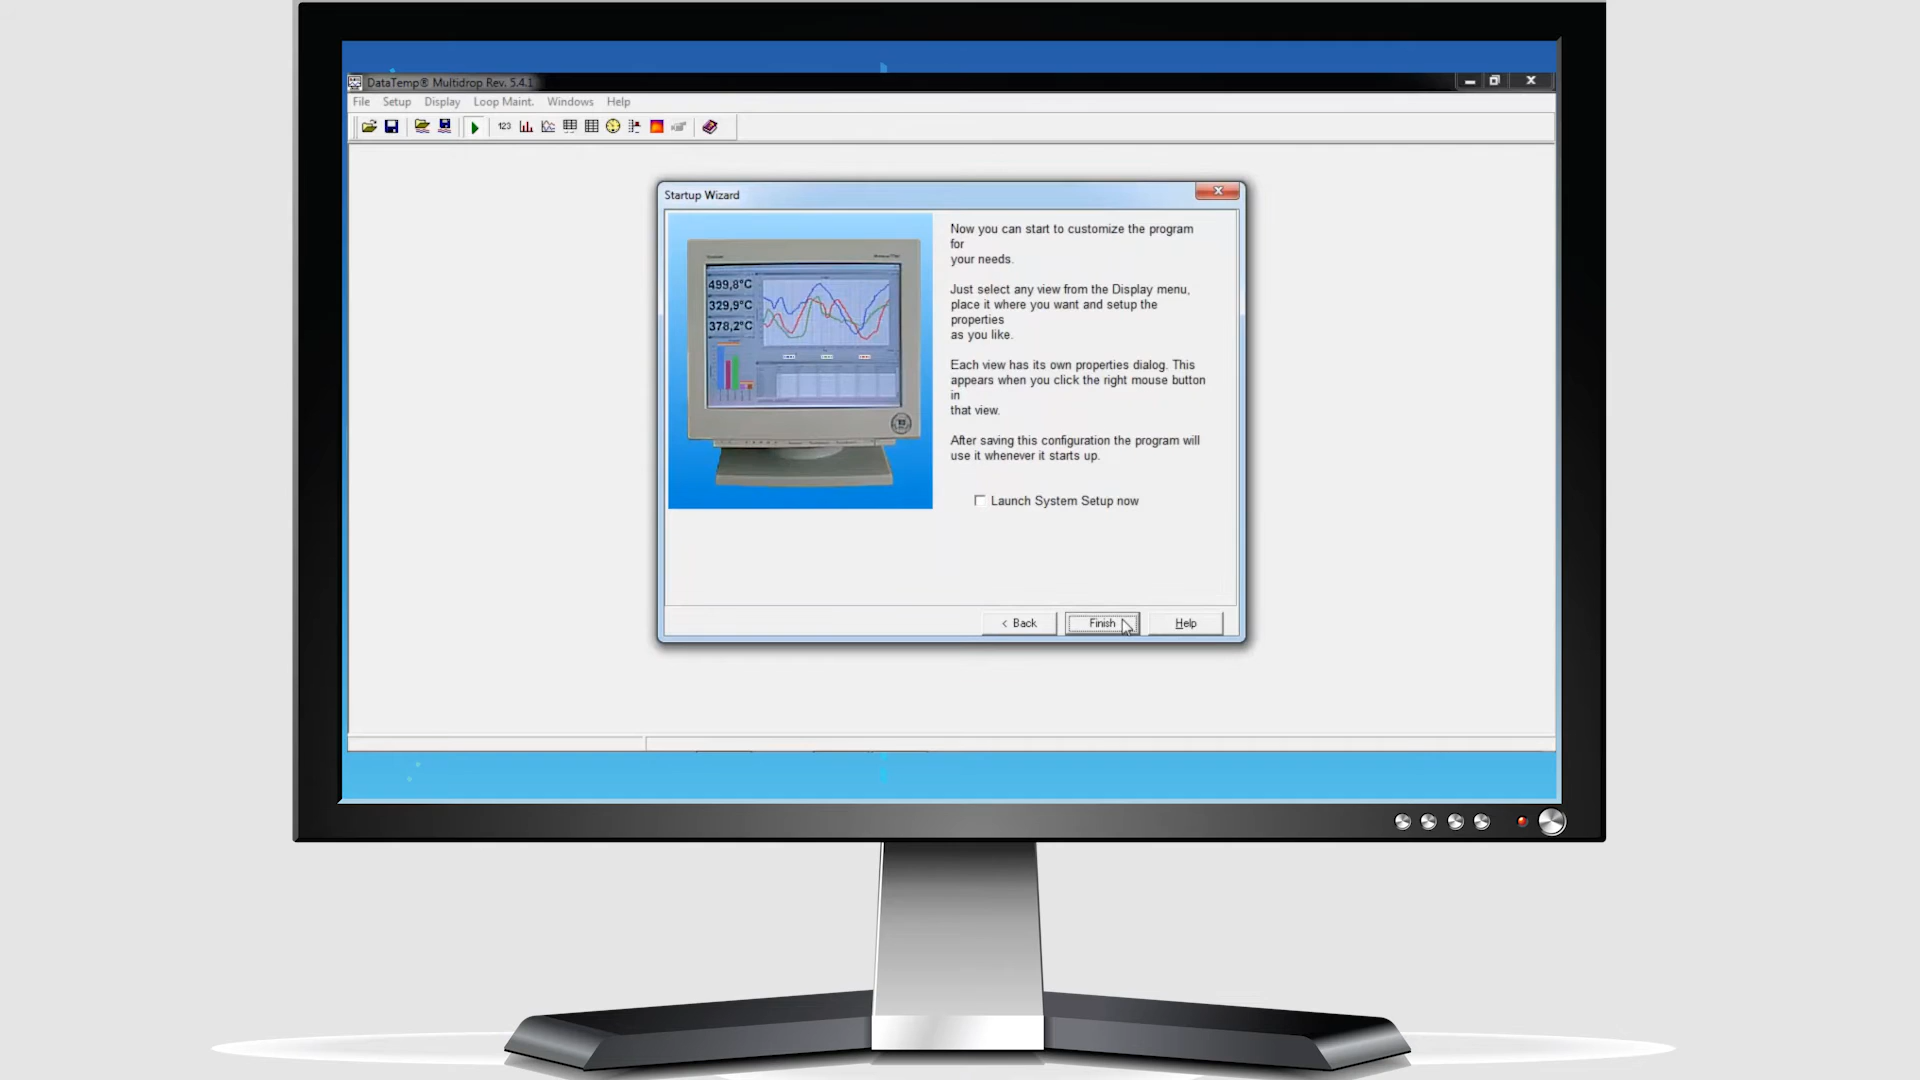 DataTemp® Multidrop Rev. 5.4.1
File Setup Display Loop Maint. Windows Help
123
Startup Wizard
499,8°C
329,9°C
378,2°C
Now you can start to customize the program
for
your needs.
Just select any view from the Display menu,
place it where you want and setup the
properties
as you like.
Each view has its own properties dialog. This
appears when you click the right mouse button
in
that view.
After saving this configuration the program will
use it whenever it starts up.
Launch System Setup now
< Back Finish Help